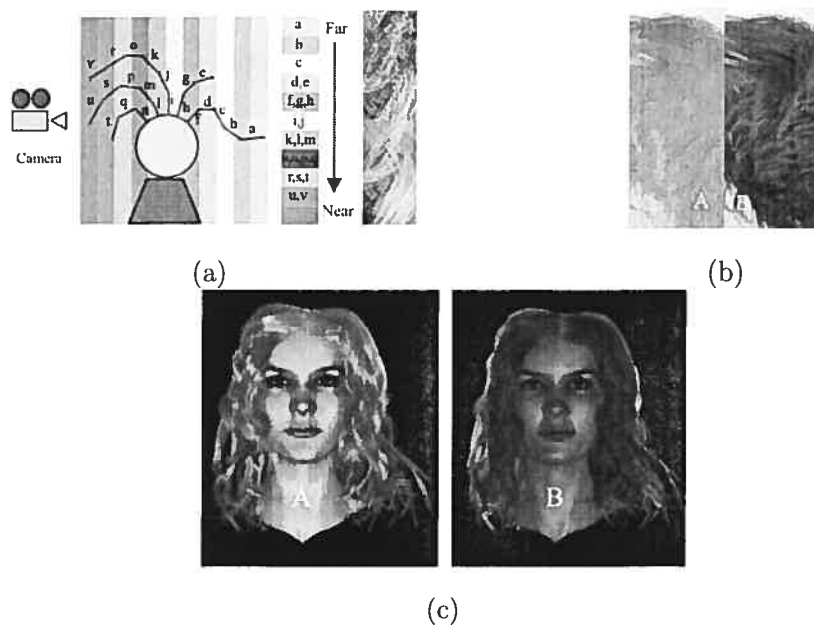 v r o k
s p m j g e
u q l i h d c
t n f b a
Camera
a
b
c
d,e
f,g,h
i,j
k,l,m
r,s,t
u,v
Far
Near
A B
(a)
(b)
A
B
(c)